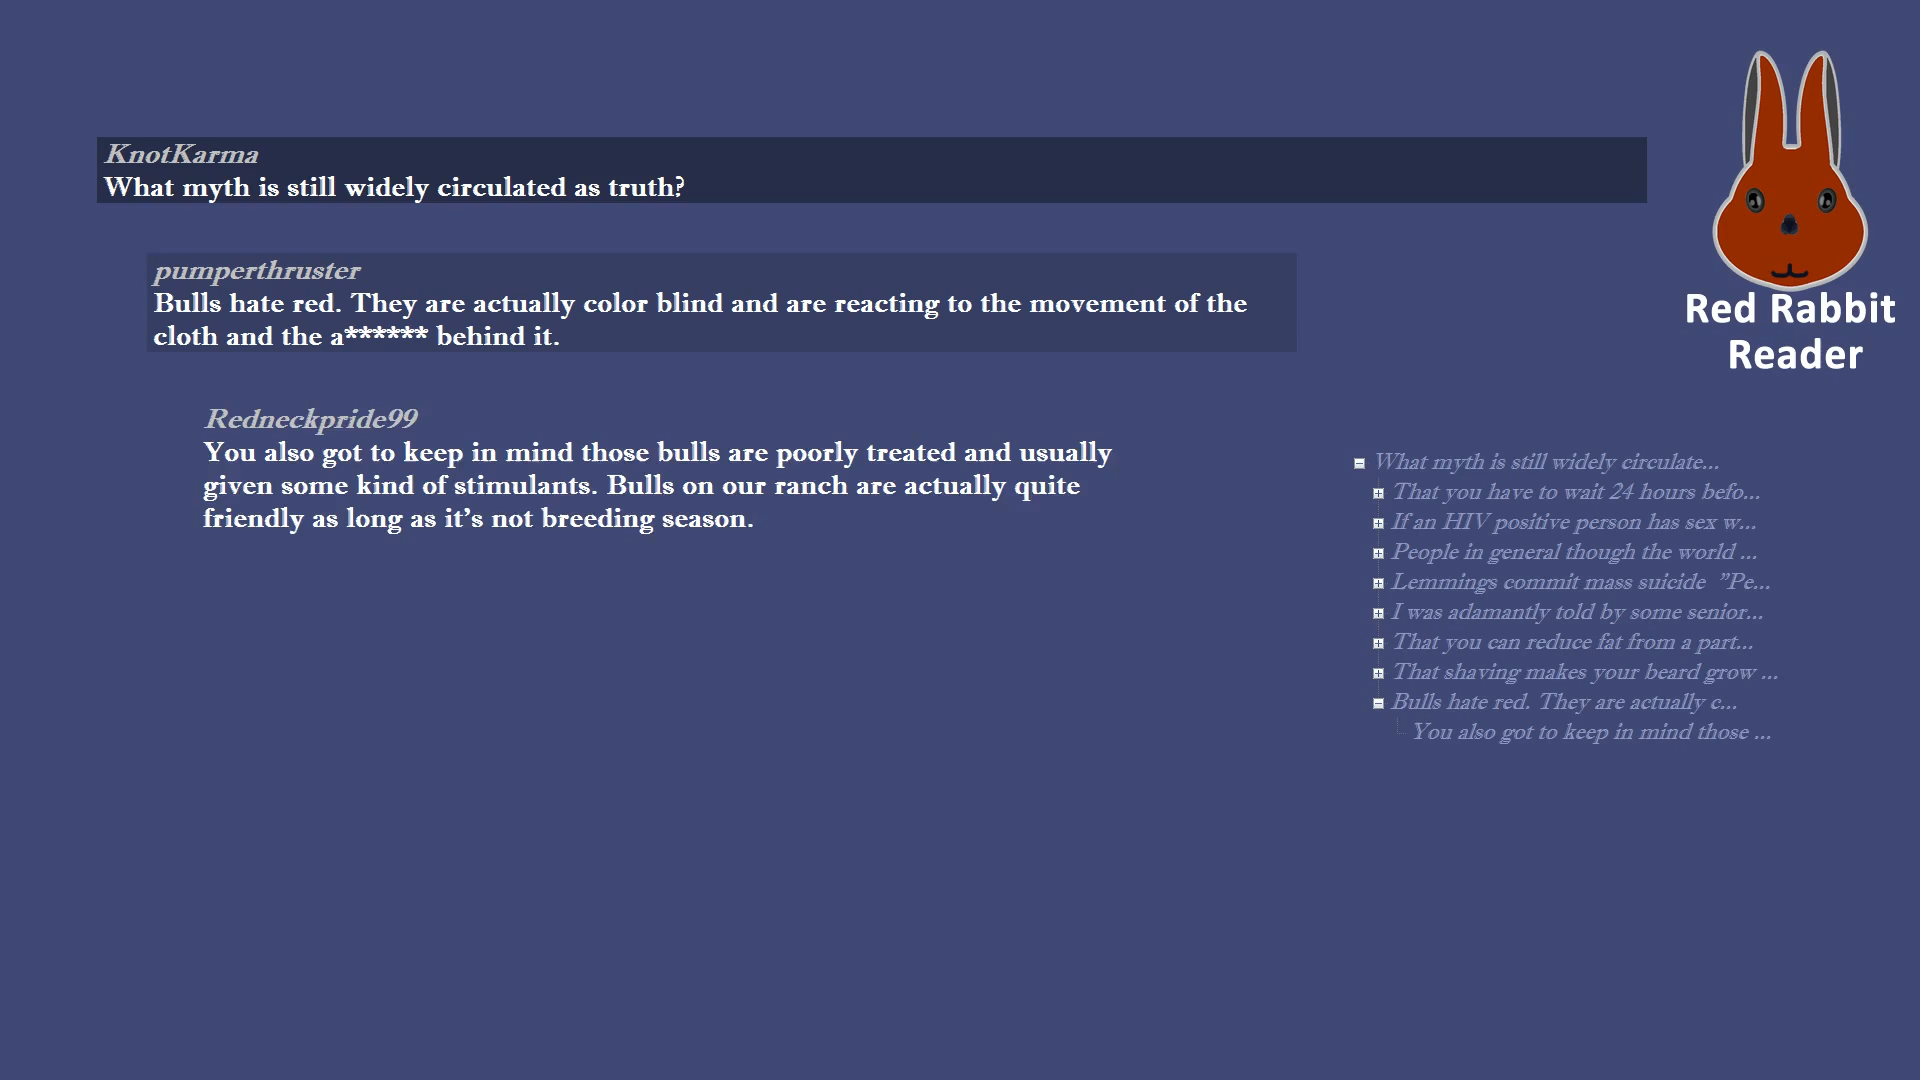 KnotKarma
What myth is still widely circulated as truth?
pumperthruster
Bulls hate red. They are actually color blind and are reacting to the movement of the
cloth and the a****** behind it.
Redneckpride99
You also got to keep in mind those bulls are poorly treated and usually
given some kind of stimulants. Bulls on our ranch are actually quite
friendly as long as it’s not breeding season.
Red Rabbit
Reader
What myth is still widely circulate...
That you have to wait 24 hours befo...
If an HIV positive person has sex w...
People in general though the world ...
Lemmings commit mass suicide  ”Pe...
I was adamantly told by some senior...
That you can reduce fat from a part...
That shaving makes your beard grow ...
Bulls hate red. They are actually c...
You also got to keep in mind those ...